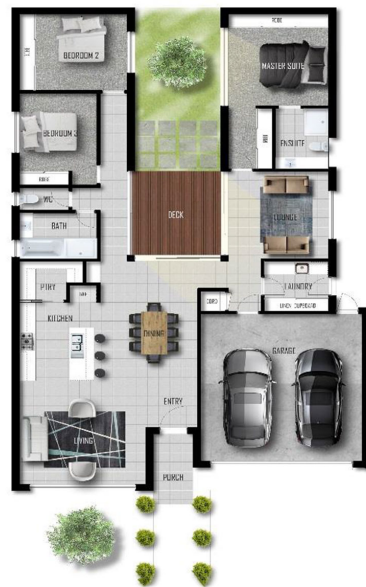 ROBE
BEDROOM 2
MASTER SUITE
BEDROOM 3
ENSUITE
ROBE
WC
LOUNGE
DECK
BATH
PTRY
LAUNDRY
LINEN CUPBOARD
KITCHEN
DINING
GARAGE
ENTRY
LIVING
PORCH